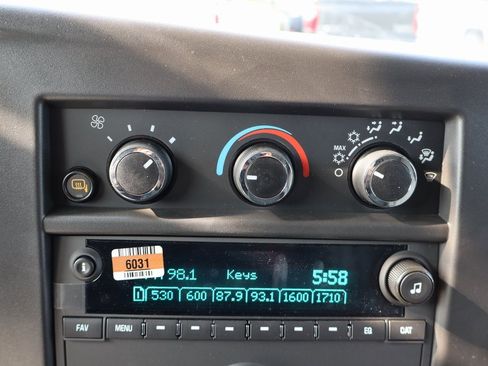 MAX
6031
98.1 Keys 5:58
1 530 600 87.9 93.1 1600 1710
i
FAV MENU EQ CAT